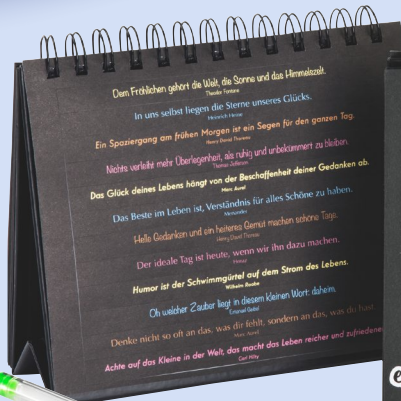 Dem Fröhlichen gehört die Welt, die Sonne und das Himmelszelt.
Theodor Fontane
In uns selbst liegen die Sterne unseres Glücks.
Heinrich Heine
Ein Spaziergang am frühen Morgen ist ein Segen für den ganzen Tag.
Henry David Thoreau
Nichts verleiht mehr Überlegenheit, als ruhig und unbekümmert zu bleiben.
Thomas Jefferson
Das Glück deines Lebens hängt von der Beschaffenheit deiner Gedanken ab.
Marc Aurel
Das Beste im Leben ist, Verständnis für alles Schöne zu haben.
Menander
Helle Gedanken und ein heiteres Gemüt machen schöne Tage.
Henry David Thoreau
Der ideale Tag ist heute, wenn wir ihn dazu machen.
Humor ist der Schwimmgürtel auf dem Strom des Lebens.
Wilhelm Raabe
Oh welcher Zauber liegt in diesem kleinen Wort: daheim.
Emanuel Geibel
Denke nicht so oft an das, was dir fehlt, sondern an das, was du hast.
Marc Aurel
Achte auf das Kleine in der Welt, das macht das Leben reicher und zufriedene
Carl Hilty